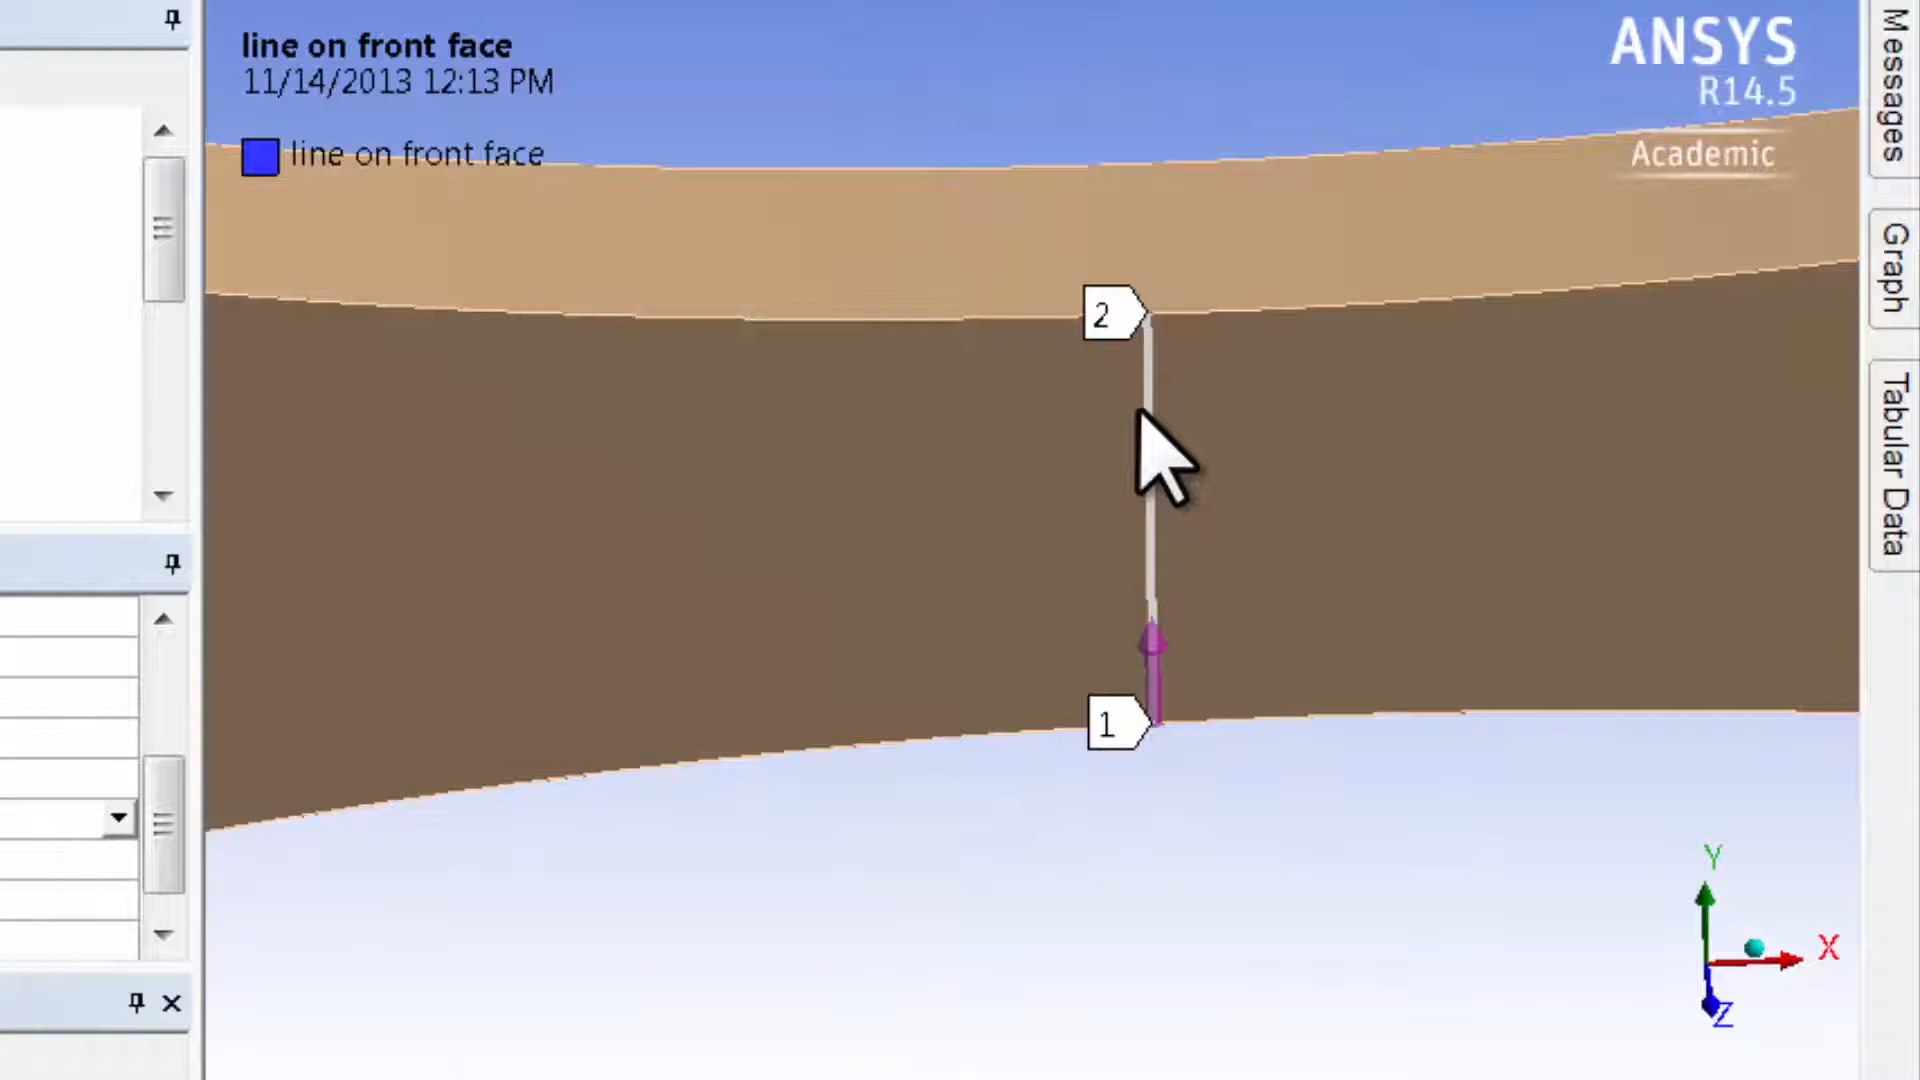 line on front face
11/14/2013 12:13 PM
line on front face
ANSYS
R14.5
Academic
Messages
Graph
Tabular Data
2
1
Y
X
Z